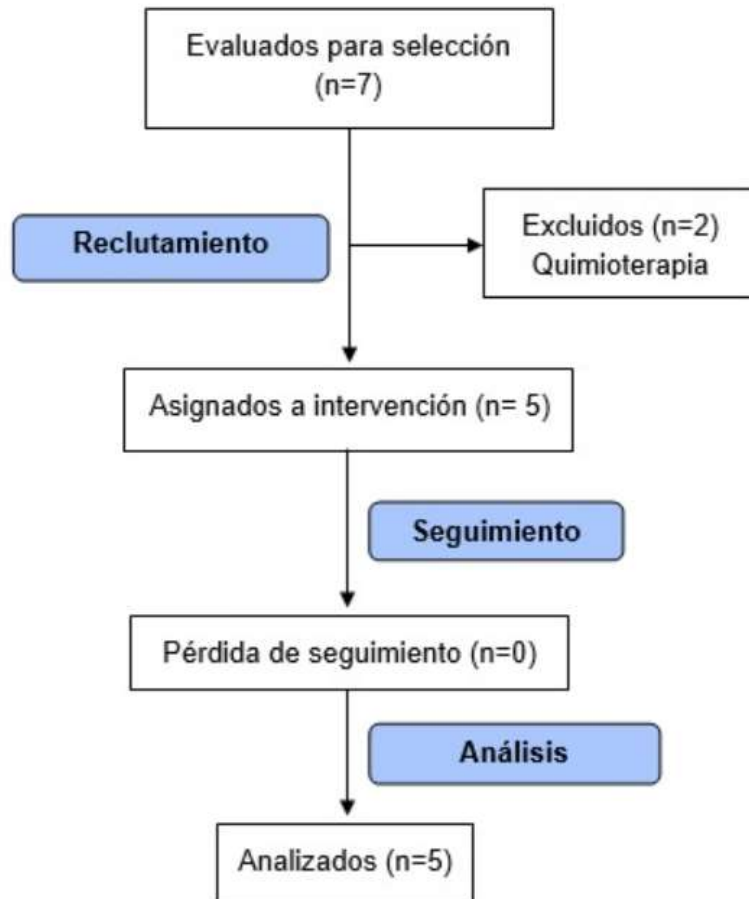 Evaluados para selección
(n=7)
Reclutamiento
Excluidos (n=2)
Quimioterapia
Asignados a intervención (n= 5)
Seguimiento
Pérdida de seguimiento (n=0)
Análisis
Analizados (n=5)